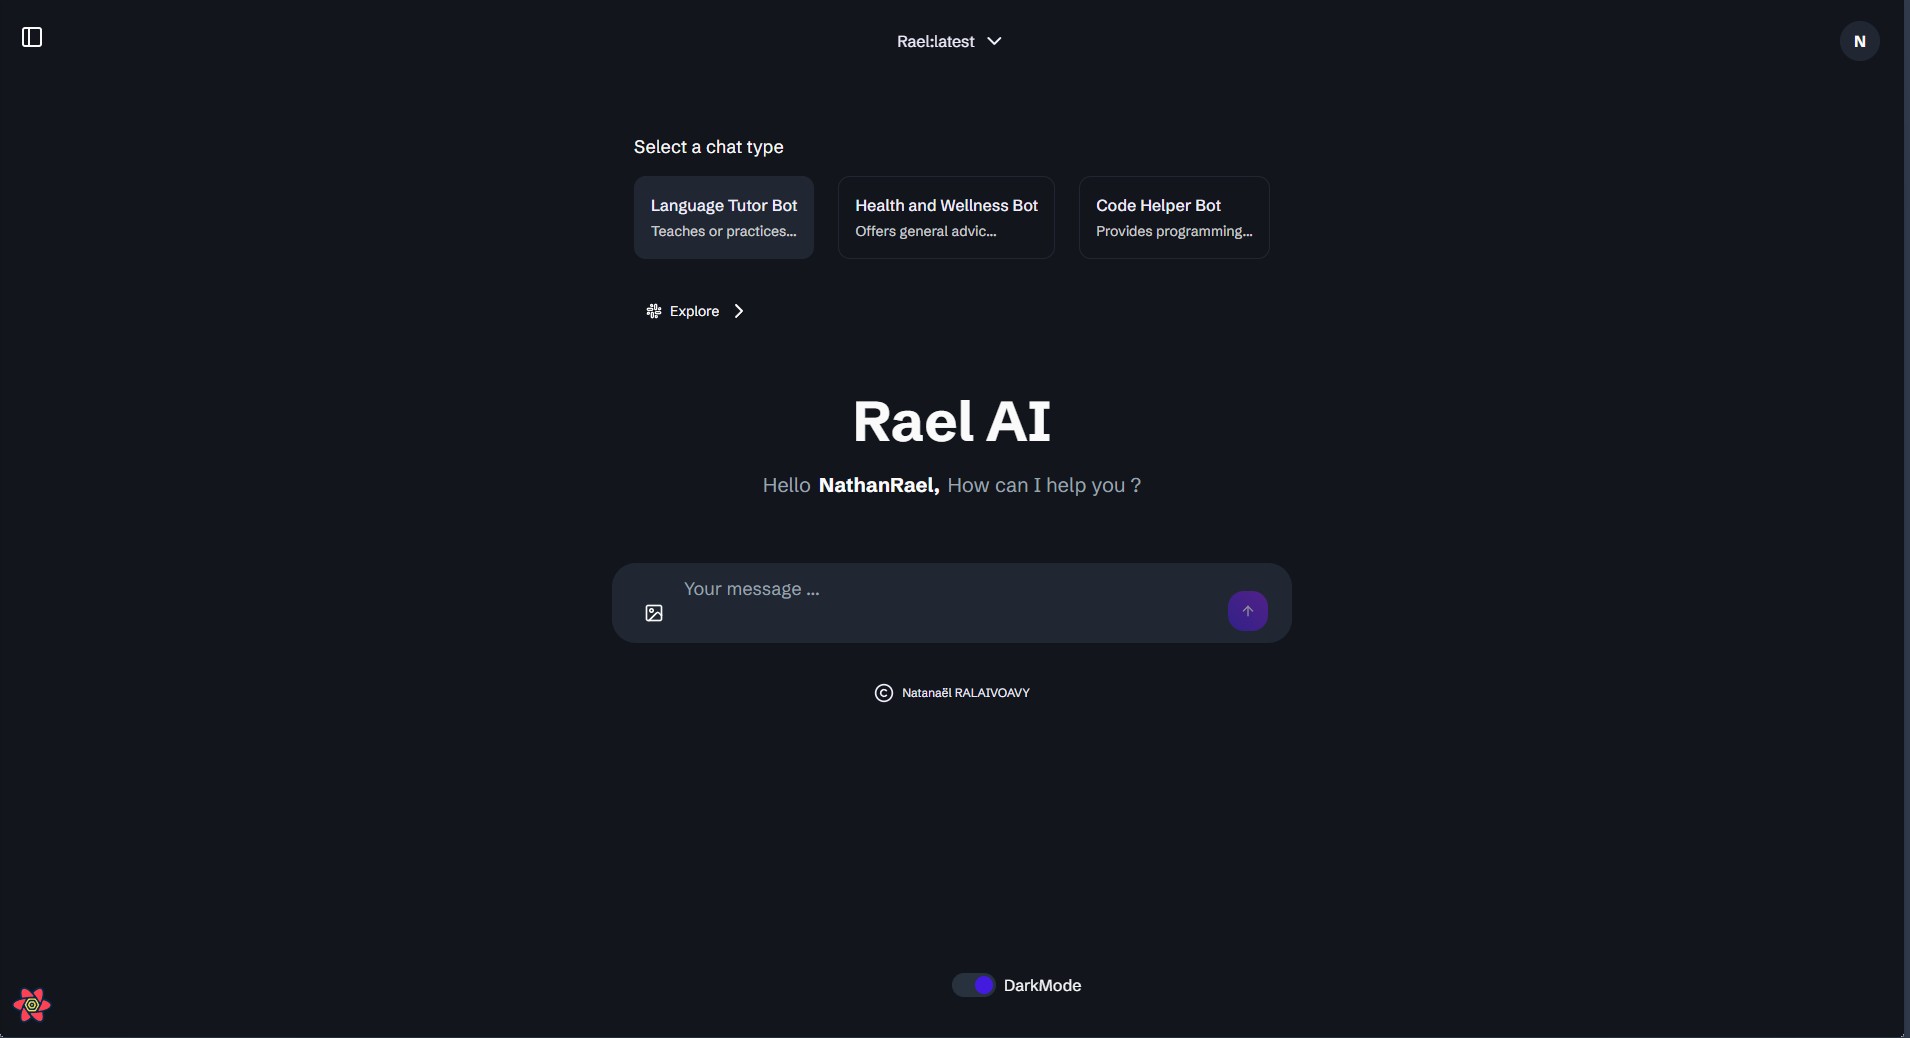 Rael:latest
N
Select a chat type
Language Tutor Bot
Teaches or practices...
Health and Wellness Bot
Offers general advic...
Code Helper Bot
Provides programming...
Explore
Rael AI
Hello NathanRael, How can I help you ?
Your message ...
© Natanaël RALAIVOAVY
DarkMode